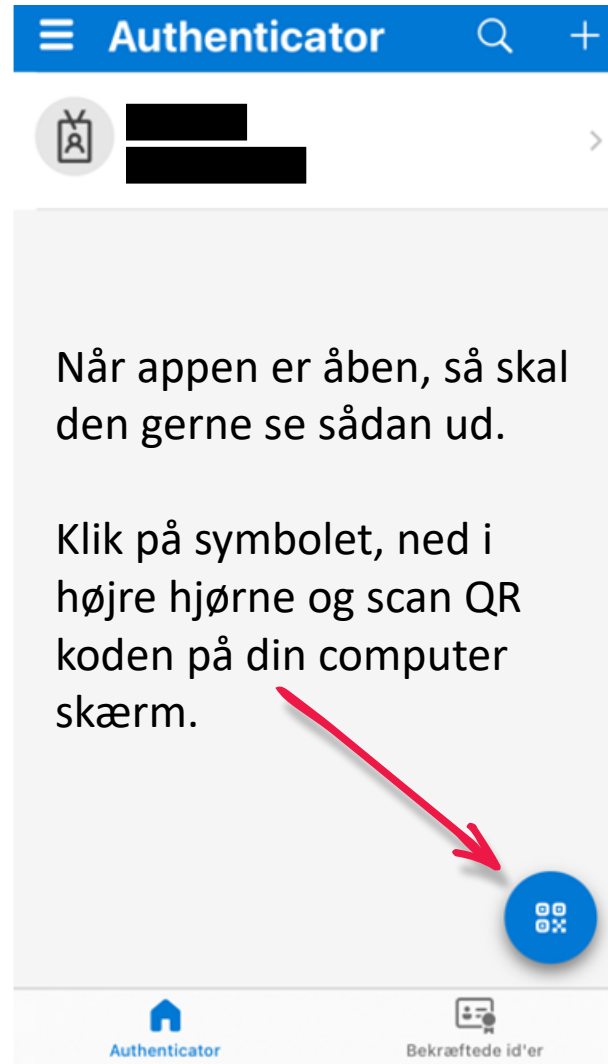 Authenticator
Når appen er åben, så skal
den gerne se sådan ud.
Klik på symbolet, ned i
højre hjørne og scan QR
koden på din computer
skærm.
Authenticator
Bekræftede id'er